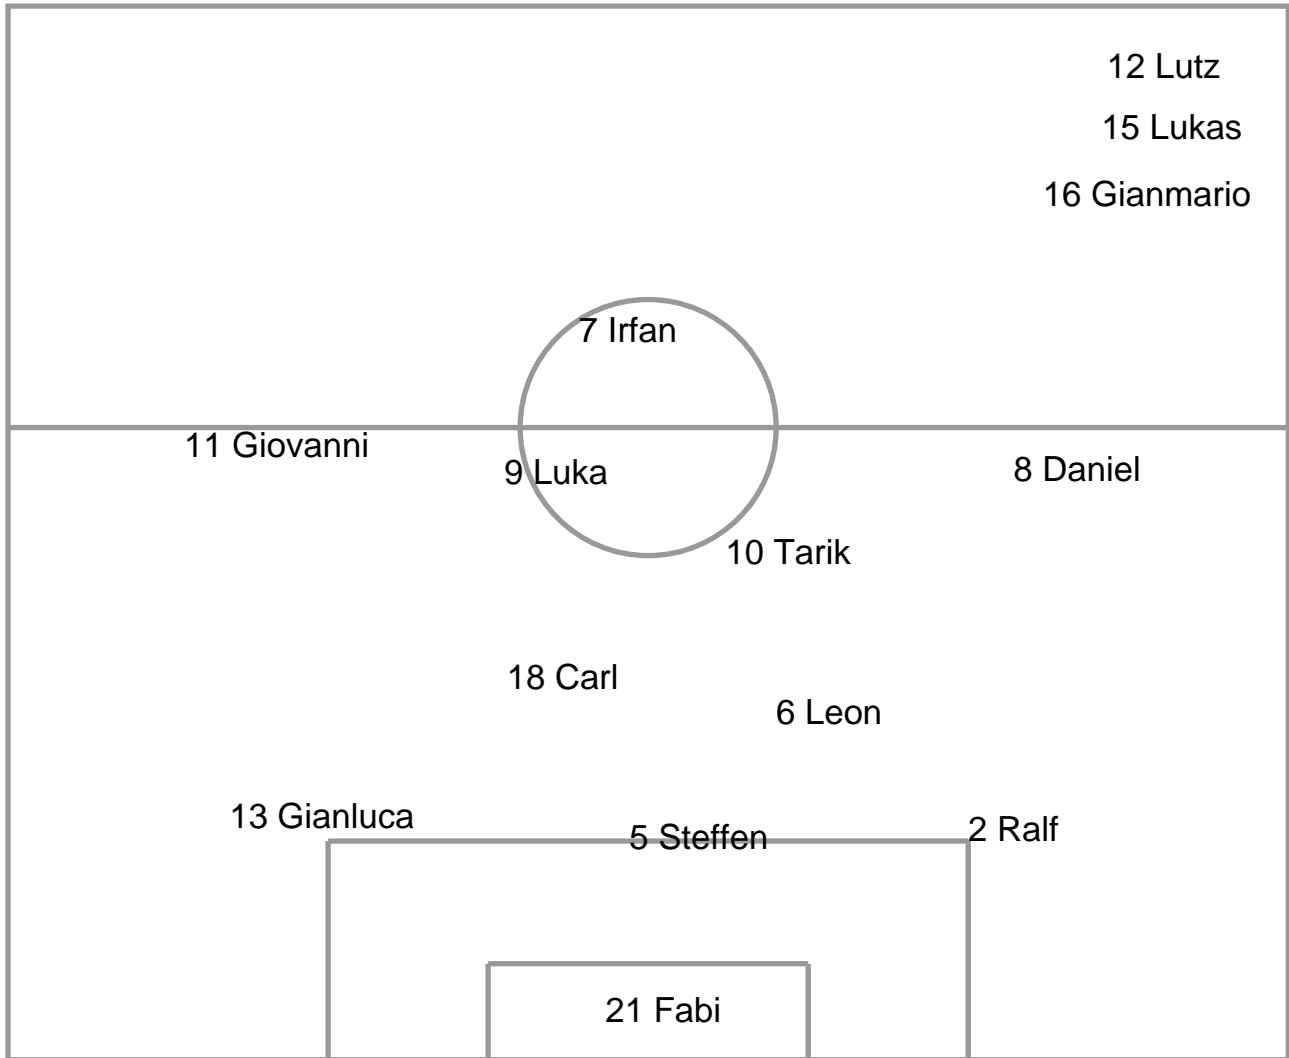 12 Lutz
15 Lukas
16 Gianmario
7 Irfan
11 Giovanni
9 Luka
8 Daniel
10 Tarik
18 Carl
6 Leon
13 Gianluca
5 Steffen
2 Ralf
21 Fabi